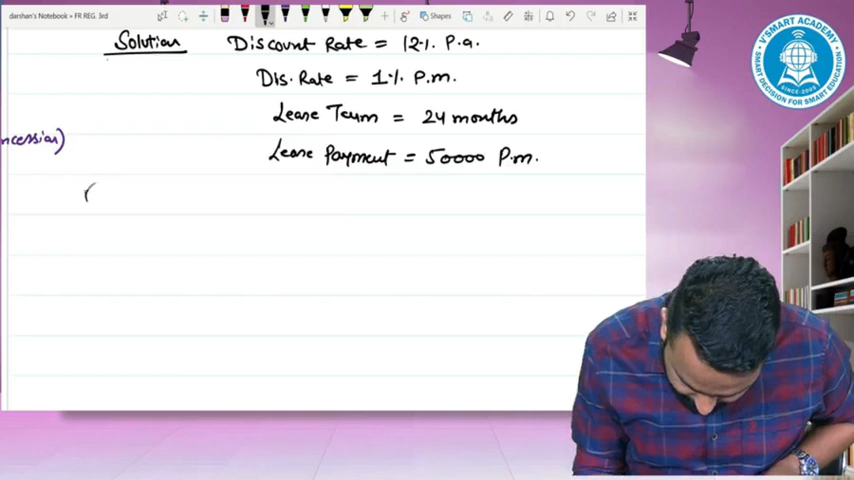 darshan's Notebook » FR REG. 3rd
Shapes
Solution Discount Rate = 12%. P.a.
Dis. Rate = 1%. P.m.
Lease Term = 24 months
ncession)
Lease Payment = 50000 P.m.
V'SMART ACADEMY
SINCE-2005
SMART DECISION FOR SMART EDUCATION